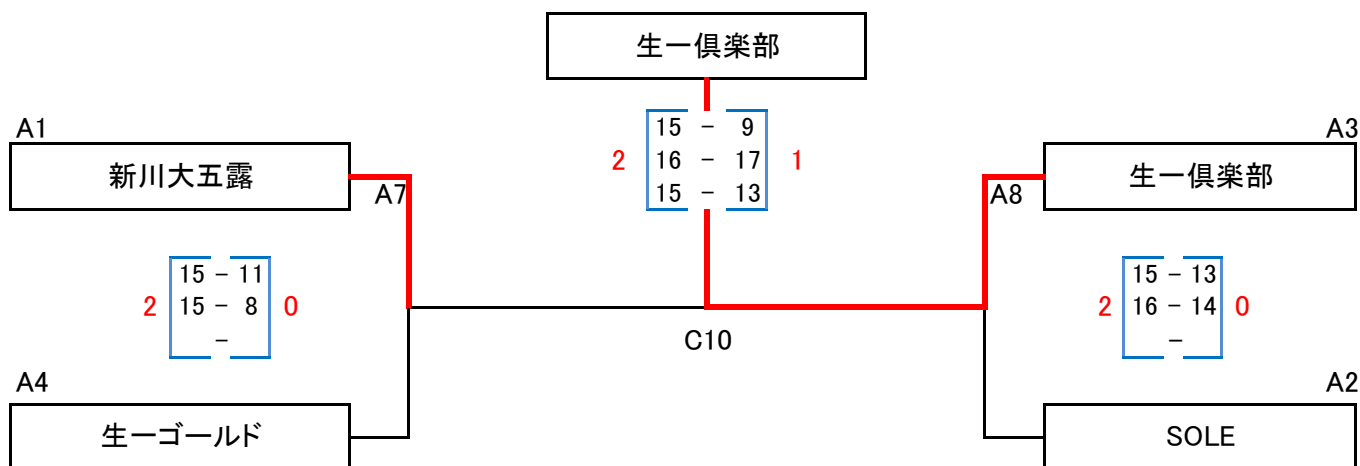 生一倶楽部
A1
A3
新川大五露
生一倶楽部
A7
A8
2
15 - 9
16 - 17
15 - 13
1
2
15 - 11
15 - 8
-
0
C10
2
15 - 13
16 - 14
-
0
A4
A2
生一ゴールド
SOLE